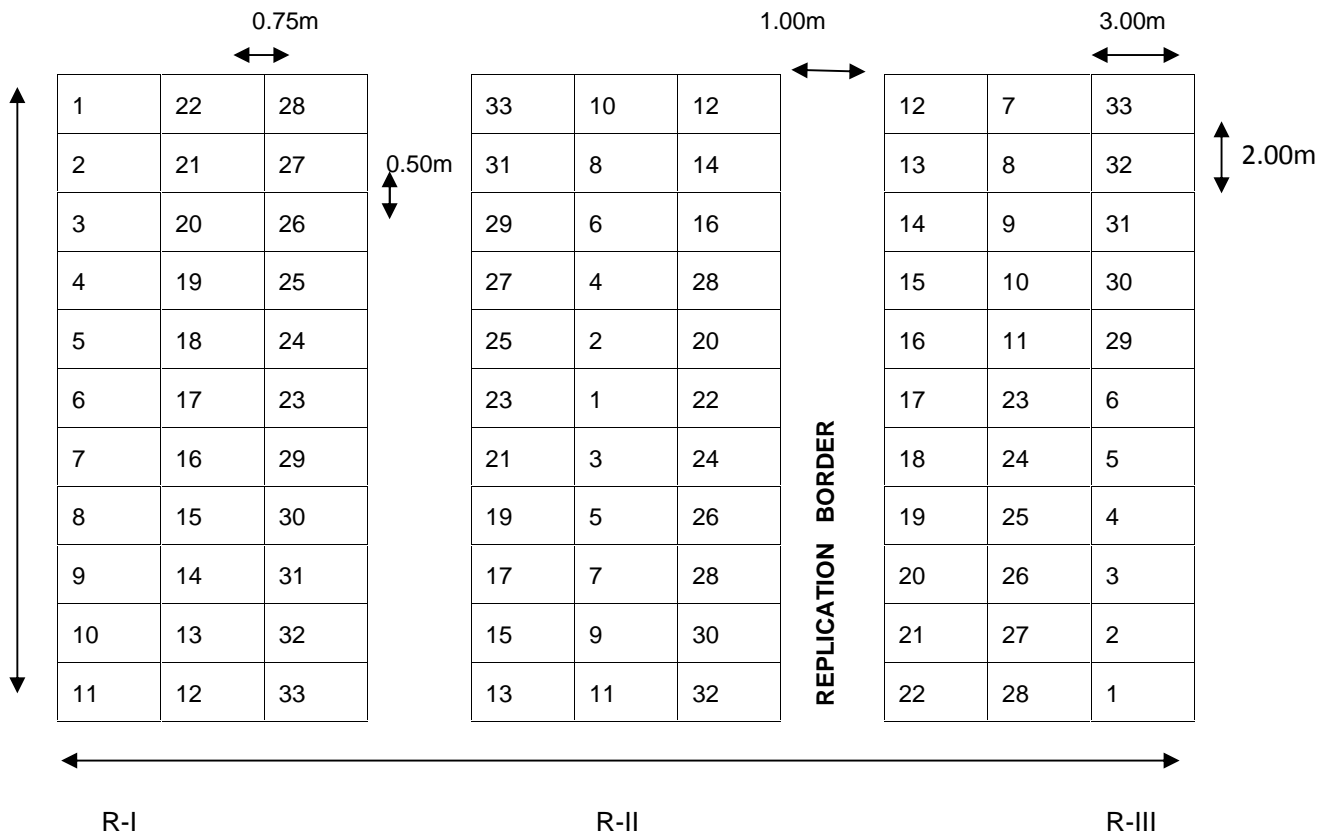 0.75m 1.00m 3.00m
1 22 28 33 10 12 12 7 33
2 21 27 0.50m 31 8 14 13 8 32 2.00m
3 20 26 29 6 16 14 9 31
4 19 25 27 4 28 15 10 30
5 18 24 25 2 20 16 11 29
6 17 23 23 1 22 17 23 6
7 16 29 21 3 24 18 24 5
8 15 30 19 5 26 19 25 4
9 14 31 17 7 28 20 26 3
10 13 32 15 9 30 21 27 2
11 12 33 13 11 32 22 28 1
REPLICATION BORDER
R-I R-II R-III